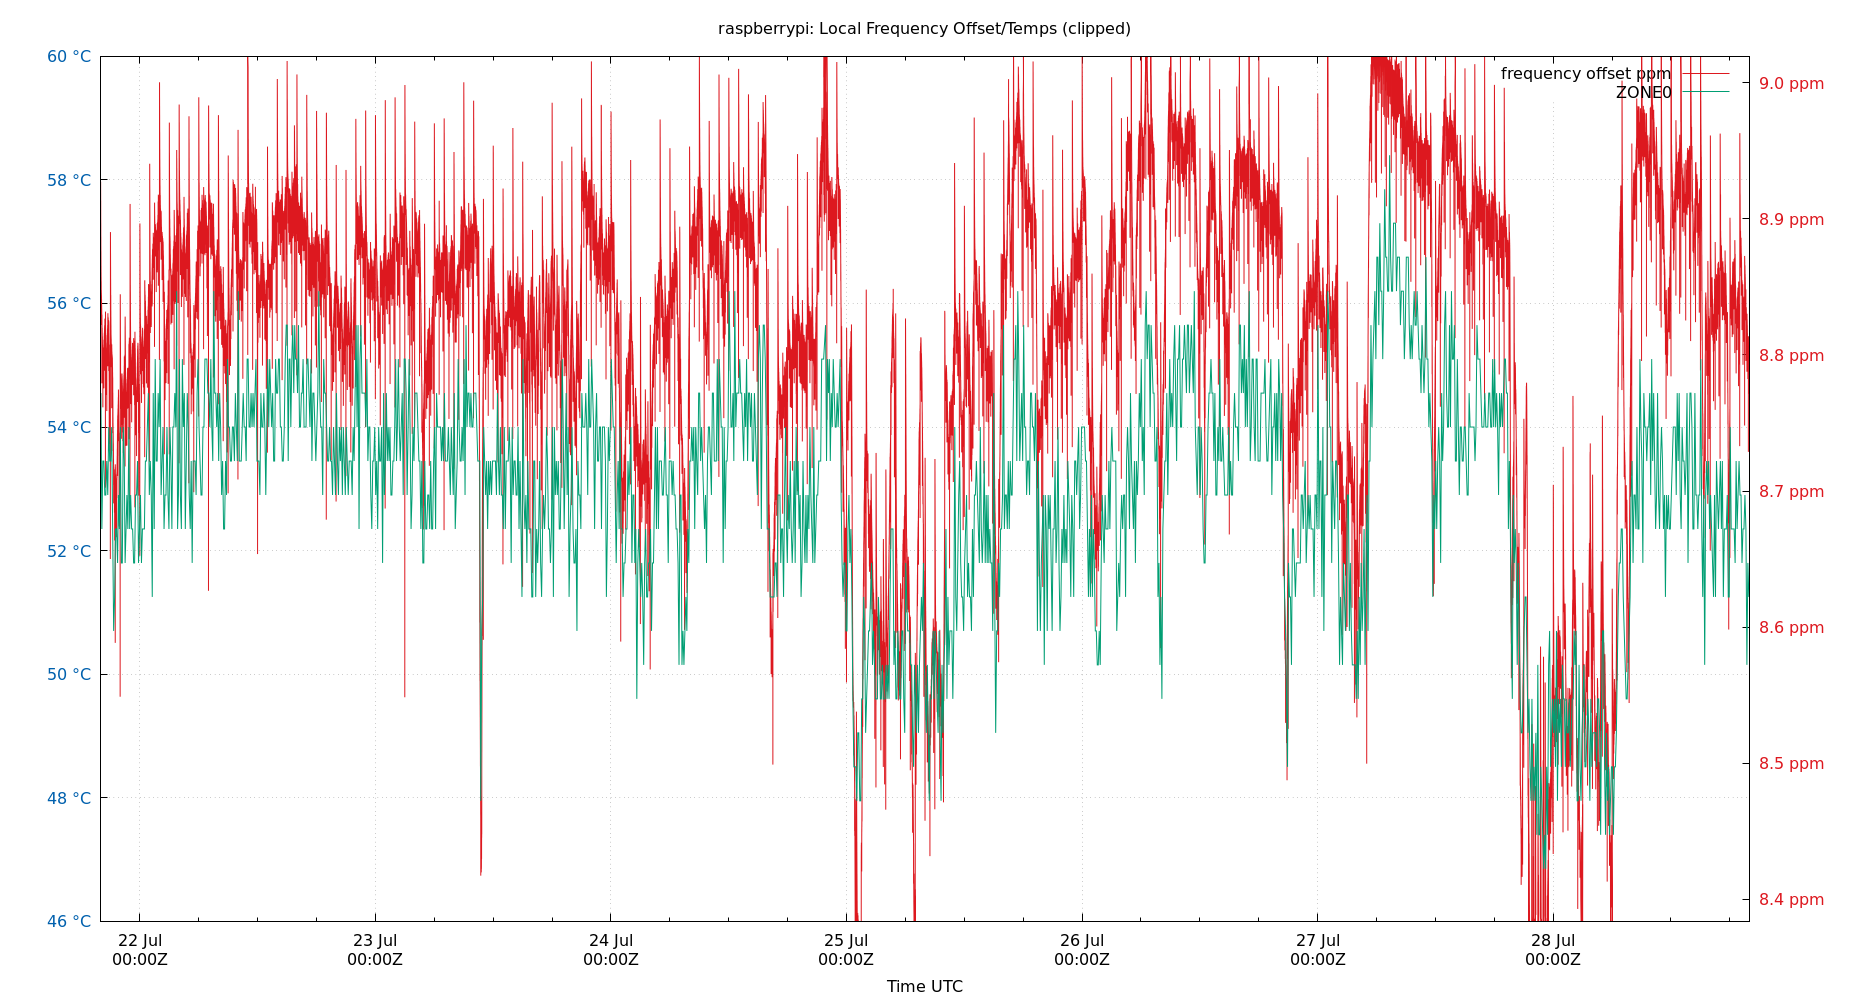 raspberrypi: Local Frequency Offset/Temps (clipped)
60 °C
58 °C
56 °C
54 °C
52 °C
50 °C
48 °C
46 °C
frequency offset ppm
ZONE0
9.0 ppm
8.9 ppm
8.8 ppm
8.7 ppm
8.6 ppm
8.5 ppm
8.4 ppm
22 Jul
00:00Z
23 Jul
00:00Z
24 Jul
00:00Z
25 Jul
00:00Z
26 Jul
00:00Z
27 Jul
00:00Z
28 Jul
00:00Z
Time UTC